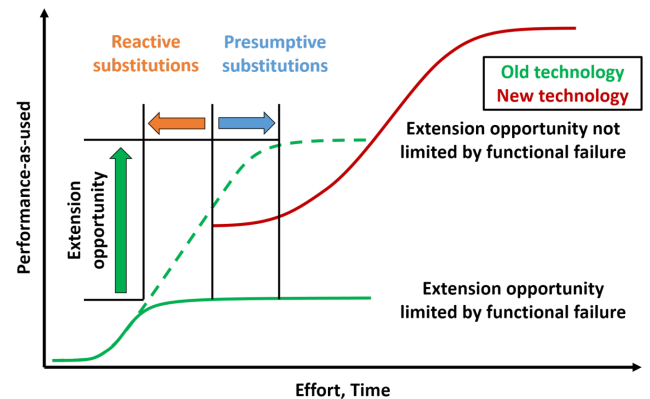 Reactive
substitutions
Presumptive
substitutions
Old technology
New technology
Extension opportunity not
limited by functional failure
Extension
opportunity
Performance-as-used
Extension opportunity
limited by functional failure
Effort, Time